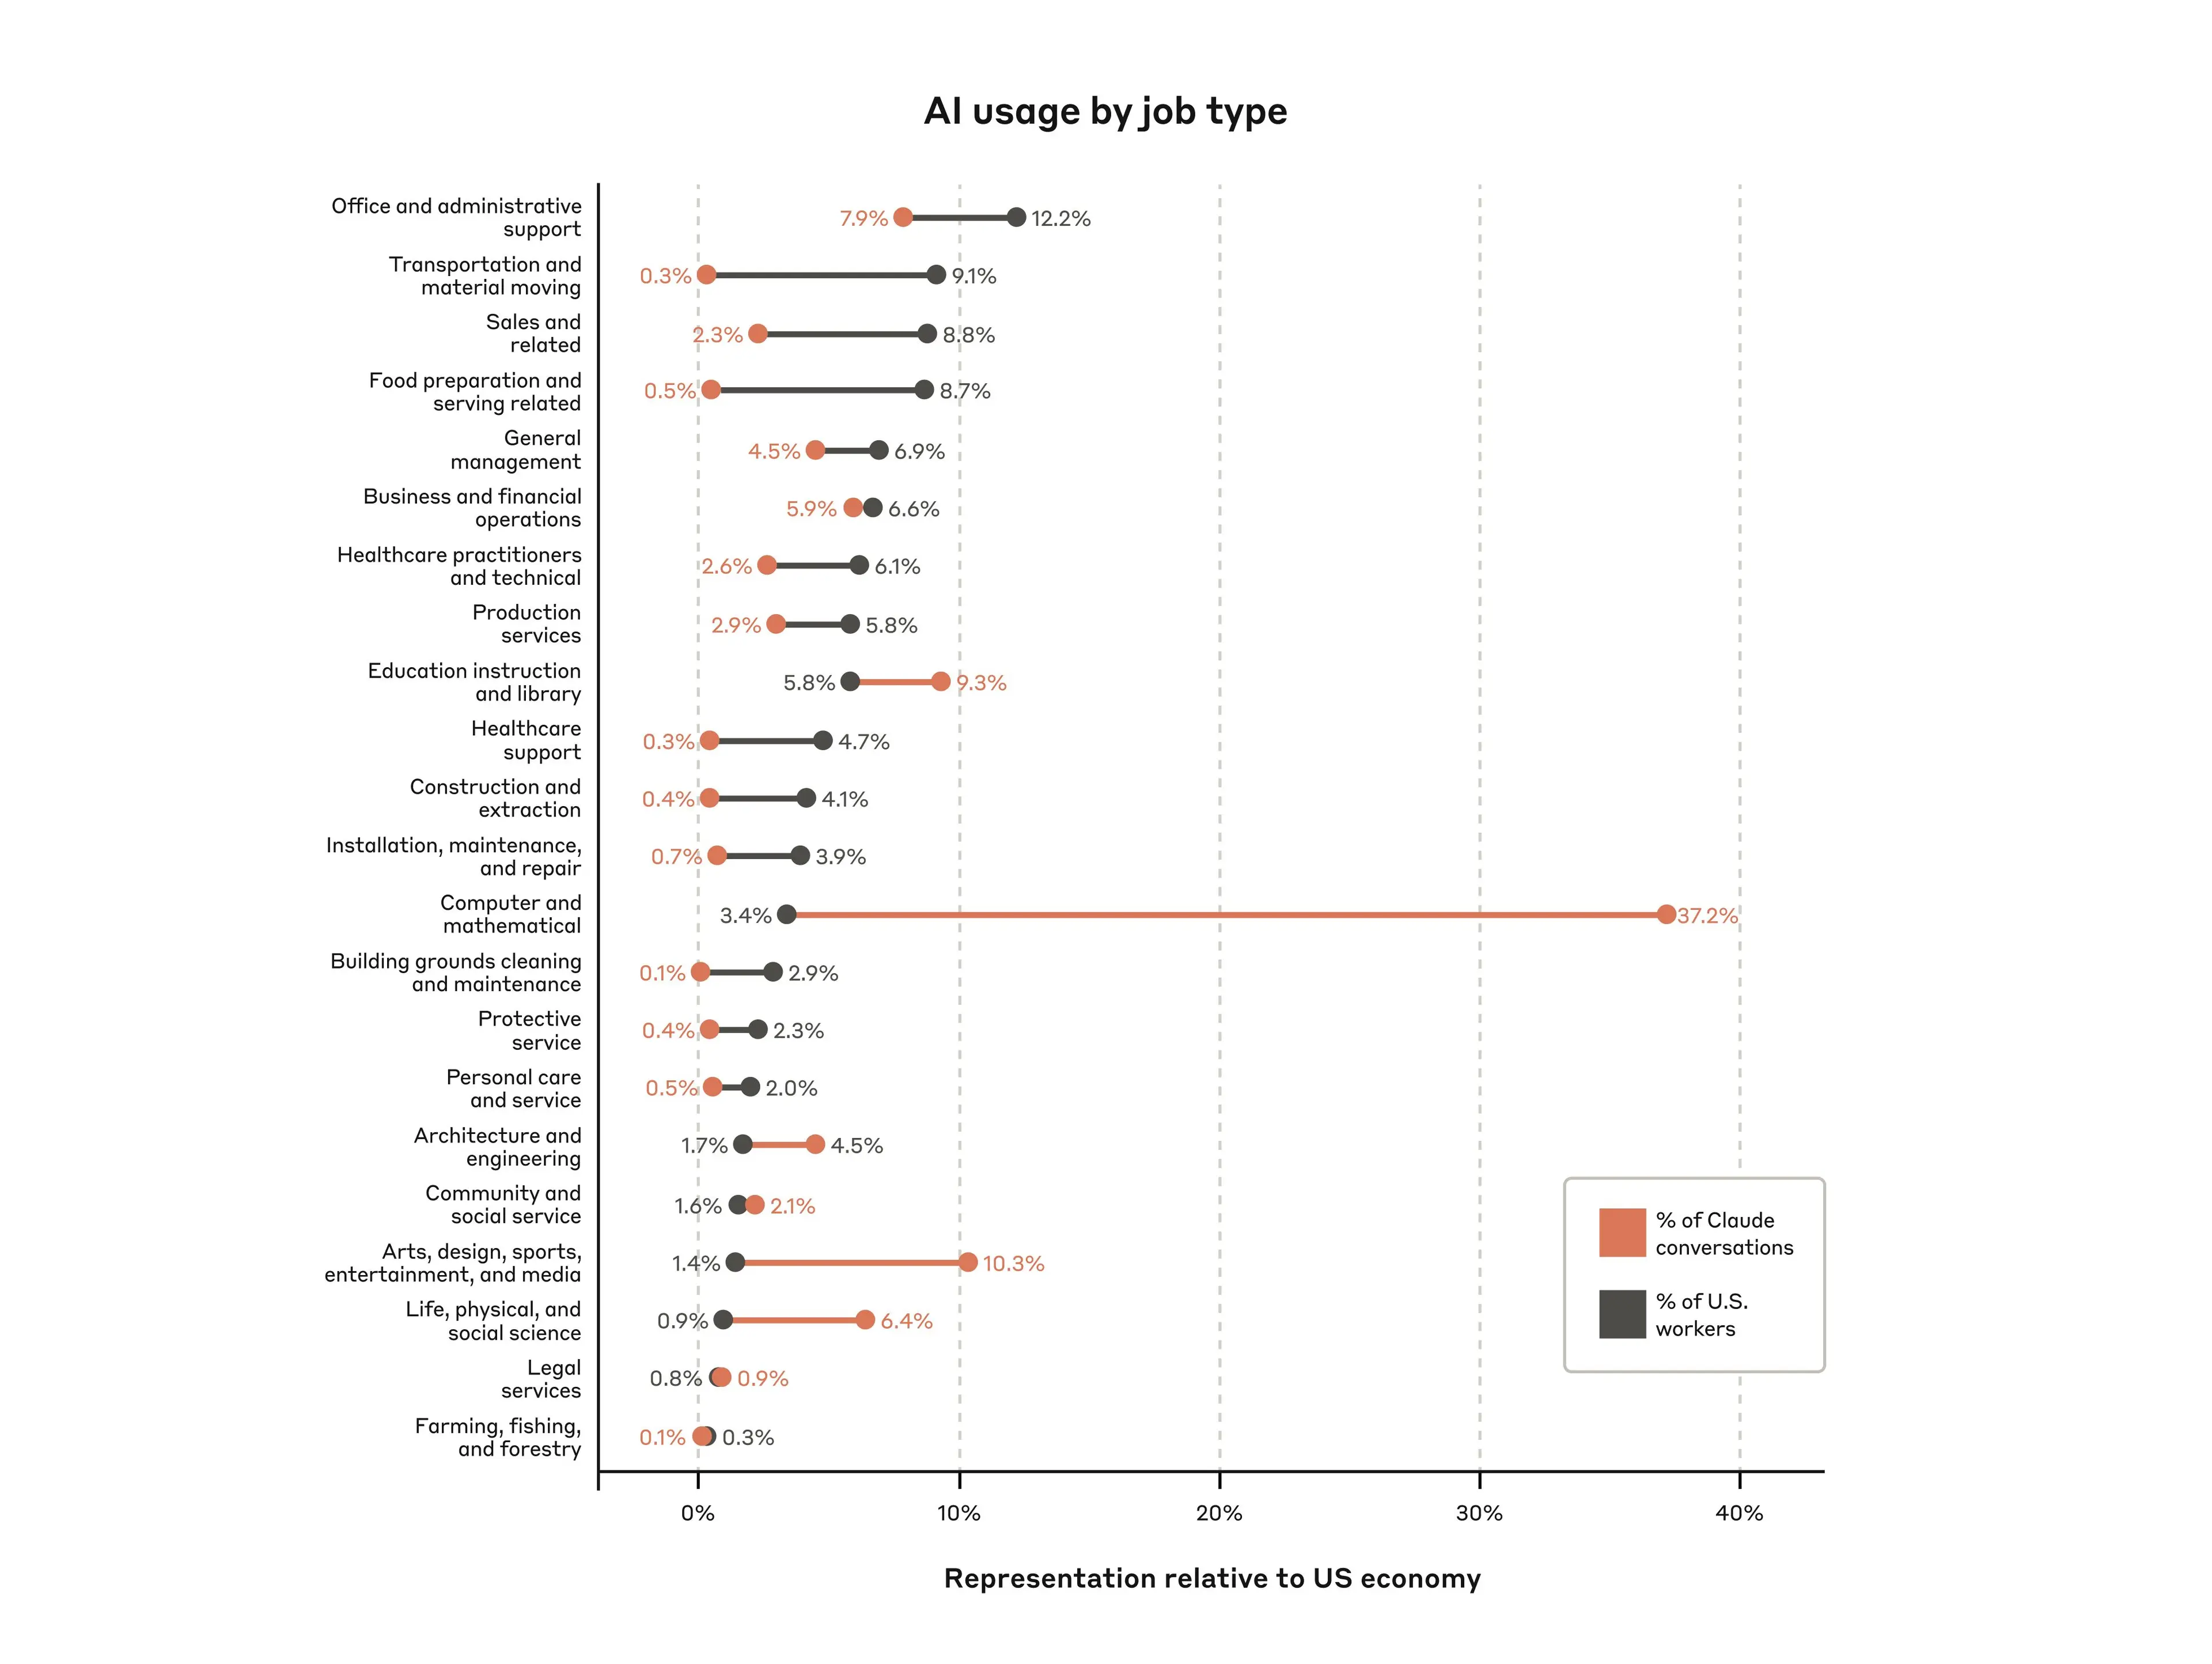 AI usage by job type
Office and administrative
support
7.9%
12.2%
Transportation and
material moving
0.3%
9.1%
Sales and
related
2.3%
8.8%
Food preparation and
serving related
0.5%
8.7%
General
management
4.5%
6.9%
Business and financial
operations
5.9%
6.6%
Healthcare practitioners
and technical
2.6%
6.1%
Production
services
2.9%
5.8%
Education instruction
and library
5.8%
9.3%
Healthcare
support
0.3%
4.7%
Construction and
extraction
0.4%
4.1%
Installation, maintenance,
and repair
0.7%
3.9%
Computer and
mathematical
3.4%
37.2%
Building grounds cleaning
and maintenance
0.1%
2.9%
Protective
service
0.4%
2.3%
Personal care
and service
0.5%
2.0%
Architecture and
engineering
1.7%
4.5%
Community and
social service
1.6%
2.1%
Arts, design, sports,
entertainment, and media
1.4%
10.3%
Life, physical, and
social science
0.9%
6.4%
Legal
services
0.8%
0.9%
Farming, fishing,
and forestry
0.1%
0.3%
% of Claude
conversations
% of U.S.
workers
0%
10%
20%
30%
40%
Representation relative to US economy